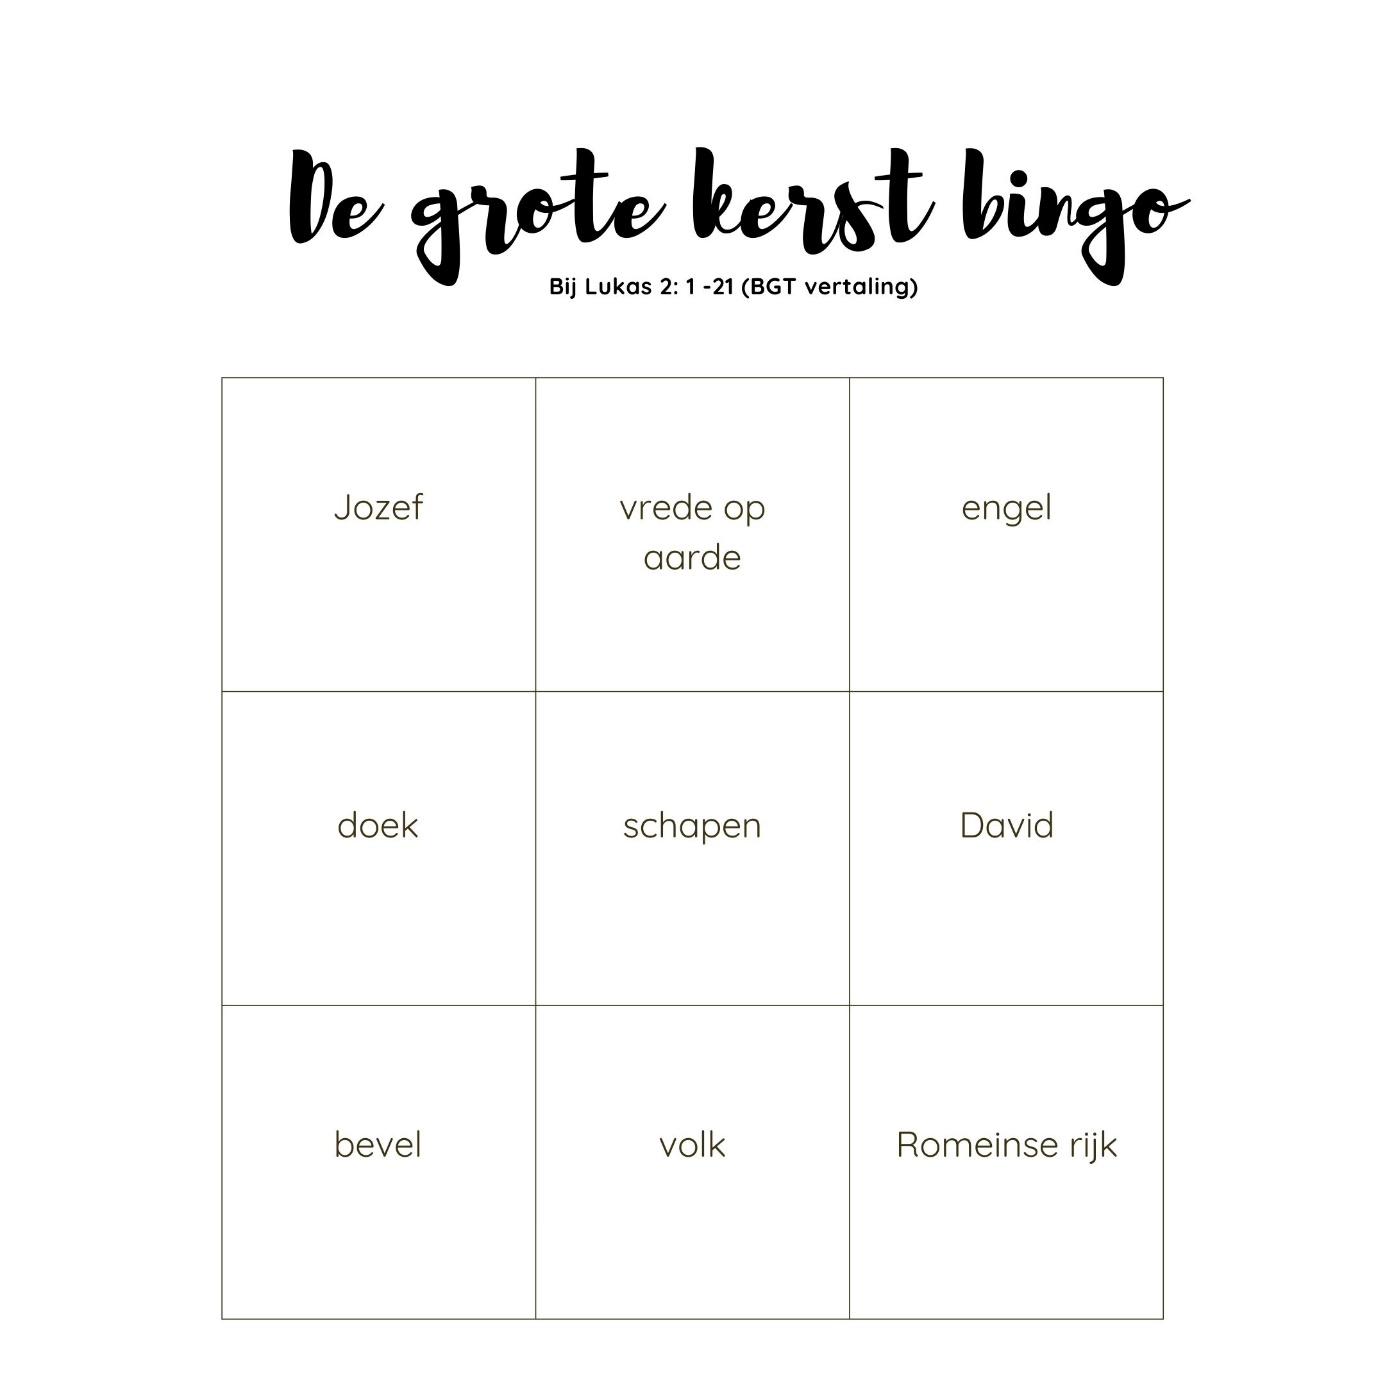 De grote kerst bingo
Bij Lukas 2: 1 -21 (BGT vertaling)
Jozef
vrede op
aarde
engel
doek
schapen
David
bevel
volk
Romeinse rijk